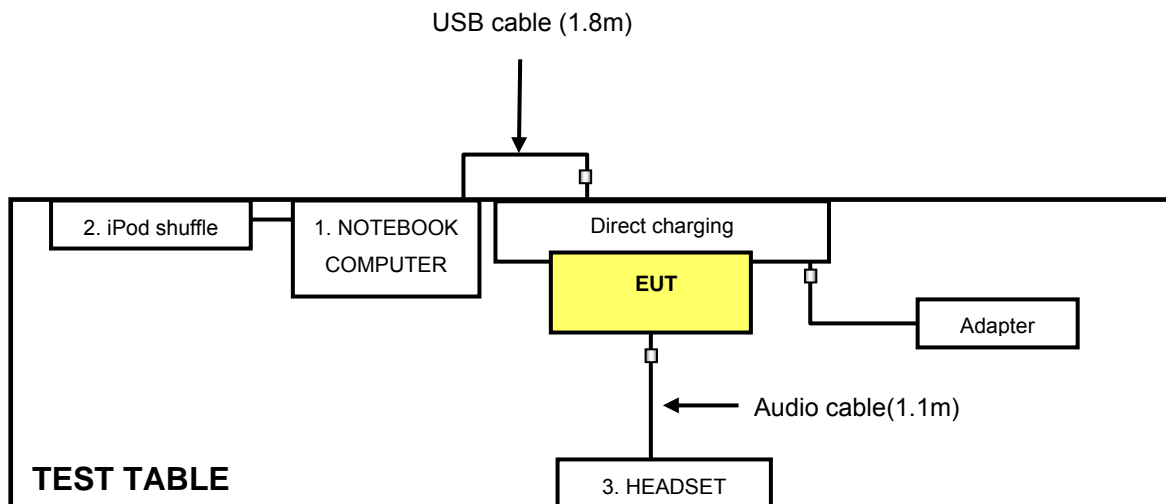 USB cable (1.8m)
2. iPod shuffle
1. NOTEBOOK
COMPUTER
Direct charging
EUT
Adapter
Audio cable(1.1m)
TEST TABLE
3. HEADSET